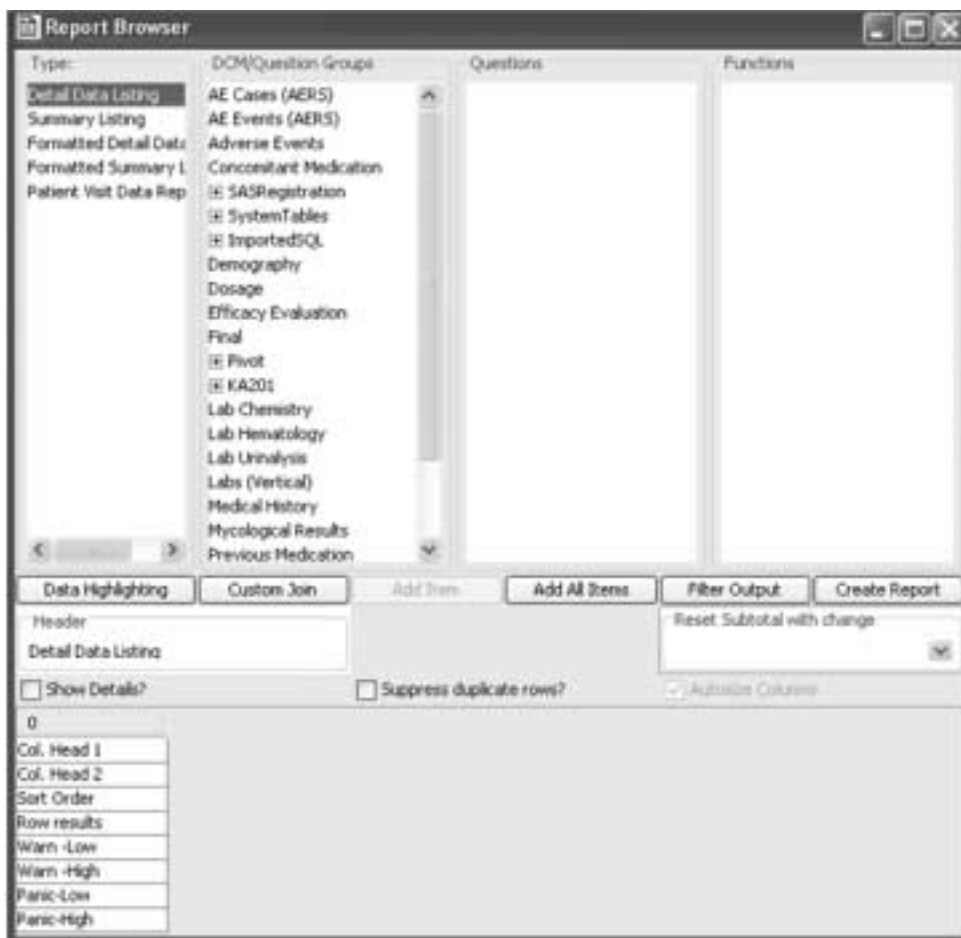 Report Browser
Type:
Detail Data Listing
Summary Listing
Formatted Detail Data
Formatted Summary L
Patient Visit Data Rep
DCM/Question Groups
AE Cases (AERS)
AE Events (AERS)
Adverse Events
Concomitant Medication
SASRegistration
SystemTables
ImportedSQL
Demography
Dosage
Efficacy Evaluation
Final
Pivot
KA201
Lab Chemistry
Lab Hematology
Lab Urinalysis
Labs (Vertical)
Medical History
Mycological Results
Previous Medication
Questions
Functions
Data Highlighting
Custom Join
Add Item
Add All Items
Filter Output
Create Report
Header
Detail Data Listing
Reset Subtotal with change
Show Details?
Suppress duplicate rows?
Autosize Columns
0
Col. Head 1
Col. Head 2
Sort Order
Row results
Warn -Low
Warn -High
Panic-Low
Panic-High